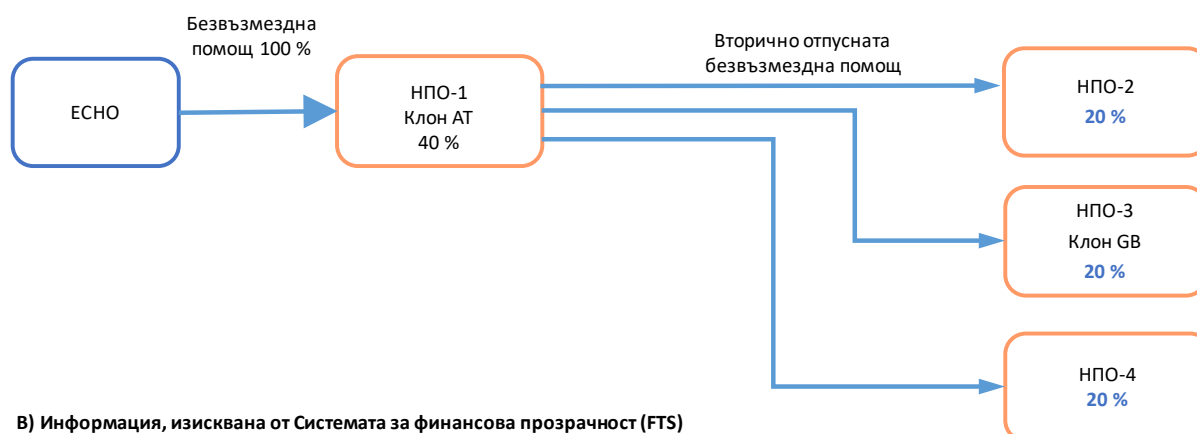 Безвъзмездна
помощ 100 %
ECHO
НПО-1
Клон AT
40 %
Вторично отпусната
безвъзмездна помощ
НПО-2
20 %
НПО-3
Клон GB
20 %
НПО-4
20 %
В) Информация, изисквана от Системата за финансова прозрачност (FTS)